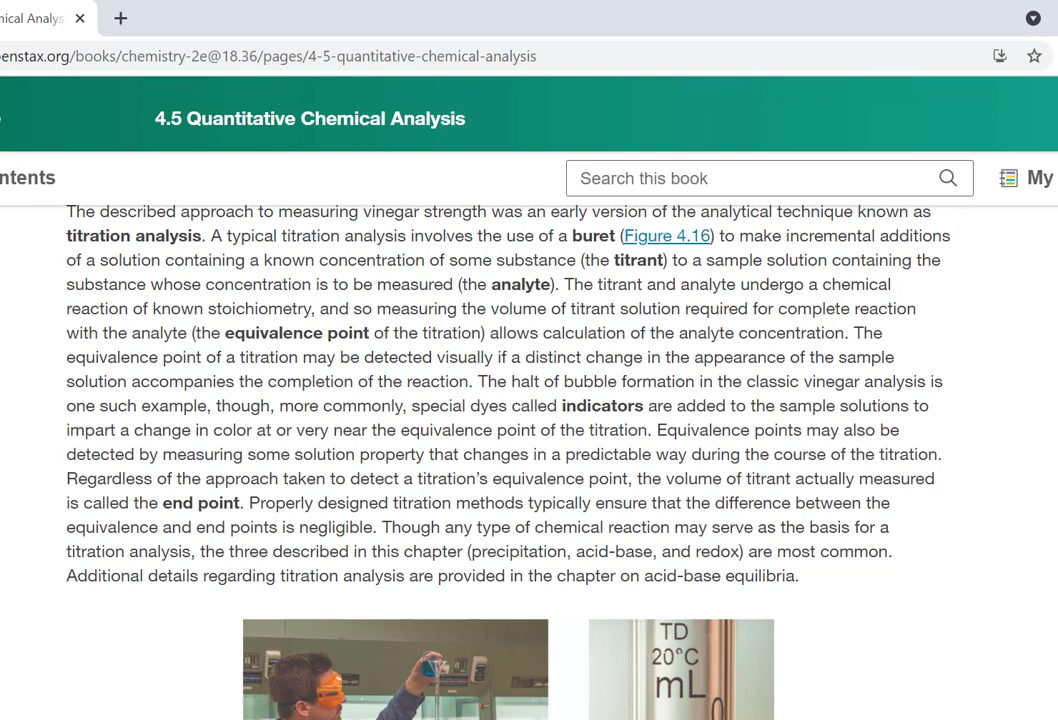 mical Analys
enstax.org/books/chemistry-2e@18.36/pages/4-5-quantitative-chemical-analysis
4.5 Quantitative Chemical Analysis
ntents
Search this book
My
The described approach to measuring vinegar strength was an early version of the analytical technique known as
titration analysis. A typical titration analysis involves the use of a buret (Figure 4.16) to make incremental additions
of a solution containing a known concentration of some substance (the titrant) to a sample solution containing the
substance whose concentration is to be measured (the analyte). The titrant and analyte undergo a chemical
reaction of known stoichiometry, and so measuring the volume of titrant solution required for complete reaction
with the analyte (the equivalence point of the titration) allows calculation of the analyte concentration. The
equivalence point of a titration may be detected visually if a distinct change in the appearance of the sample
solution accompanies the completion of the reaction. The halt of bubble formation in the classic vinegar analysis is
one such example, though, more commonly, special dyes called indicators are added to the sample solutions to
impart a change in color at or very near the equivalence point of the titration. Equivalence points may also be
detected by measuring some solution property that changes in a predictable way during the course of the titration.
Regardless of the approach taken to detect a titration’s equivalence point, the volume of titrant actually measured
is called the end point. Properly designed titration methods typically ensure that the difference between the
equivalence and end points is negligible. Though any type of chemical reaction may serve as the basis for a
titration analysis, the three described in this chapter (precipitation, acid-base, and redox) are most common.
Additional details regarding titration analysis are provided in the chapter on acid-base equilibria.
TD
20°C
mL
0